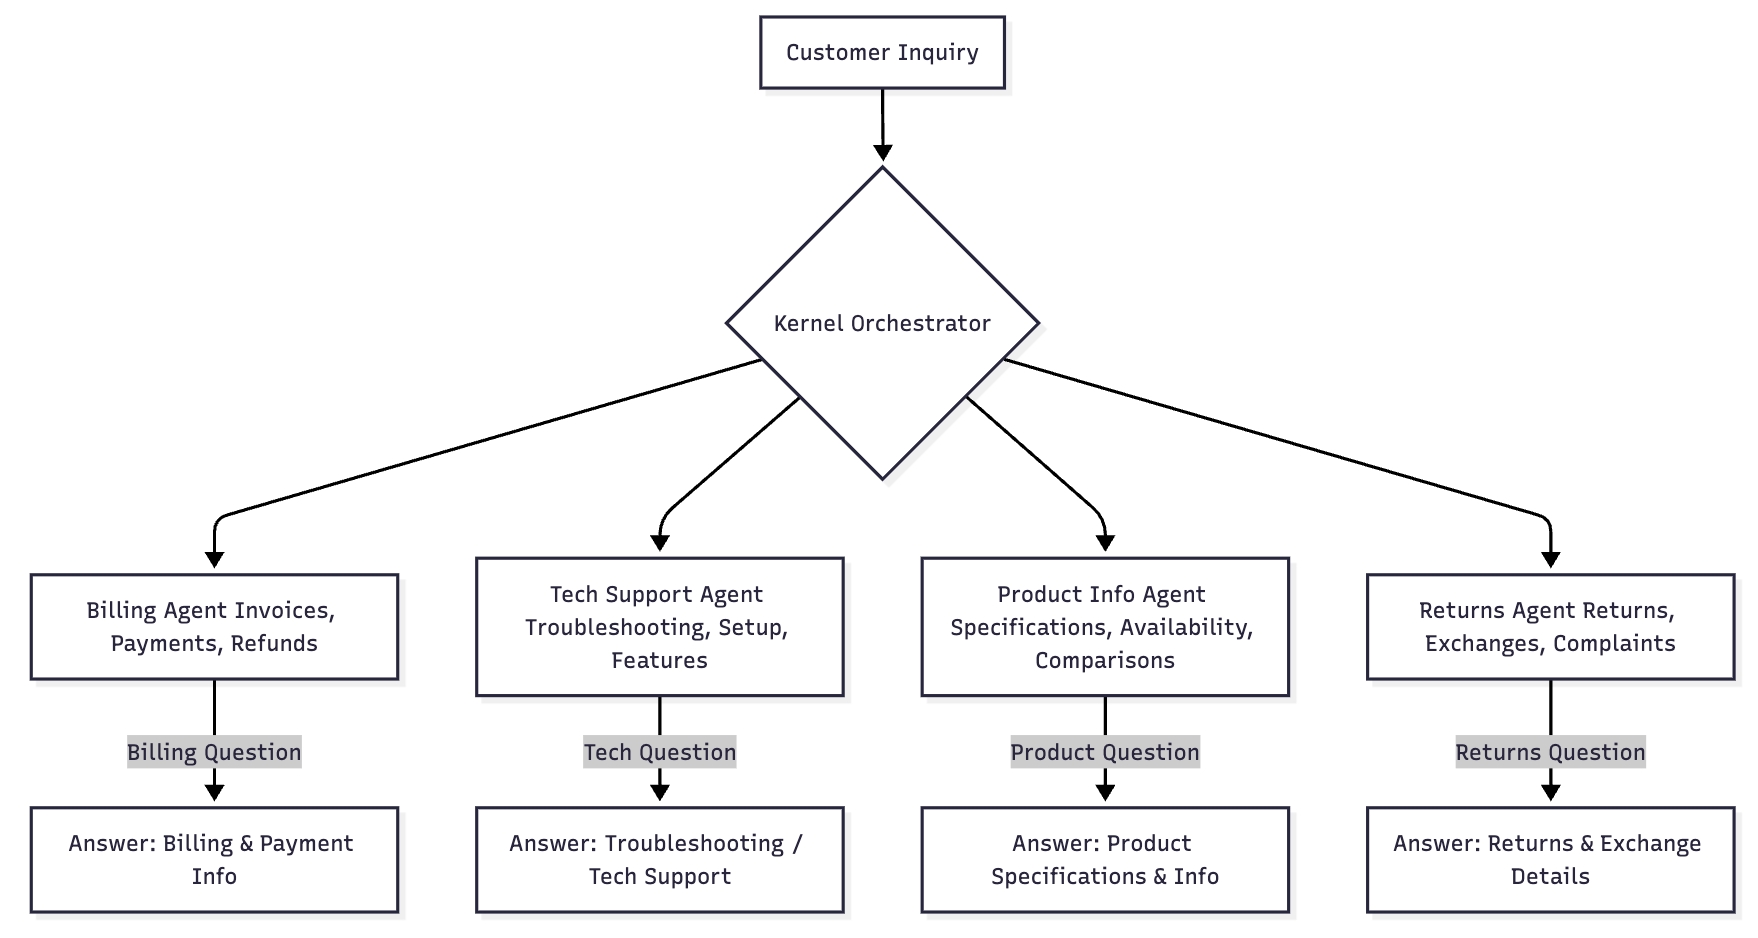 Customer Inquiry
Kernel Orchestrator
Billing Agent Invoices,
Payments, Refunds
Tech Support Agent
Troubleshooting, Setup,
Features
Product Info Agent
Specifications, Availability,
Comparisons
Returns Agent Returns,
Exchanges, Complaints
Billing Question
Tech Question
Product Question
Returns Question
Answer: Billing & Payment
Info
Answer: Troubleshooting /
Tech Support
Answer: Product
Specifications & Info
Answer: Returns & Exchange
Details